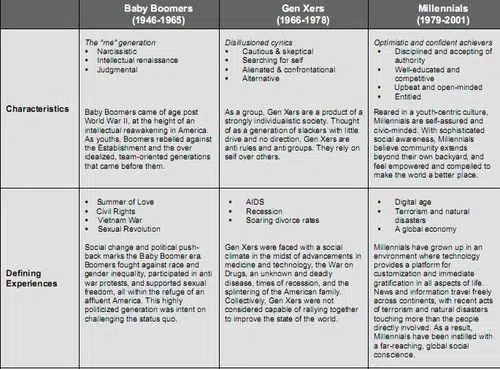 Baby Boomers
(1946-1965)
Gen Xers
(1966-1978)
Millennials
(1979-2001)
Characteristics
The "me" generation
Narcissistic
Intellectual renaissance
Judgmental
Baby Boomers came of age post
World War II, at the height of an
intellectual reawakening in America.
As youths, Boomers rebelled against
the Establishment and the over
idealized, team-oriented generations
that came before them.
Disillusioned cynics
Cautious & skeptical
Searching for self
Alienated & confrontational
Alternative
As a group, Gen Xers are a product of a
strongly individualistic society. Thought
of as a generation of slackers with little
drive and no direction, Gen Xers are
anti rules and anti groups. They rely on
self over others.
Optimistic and confident achievers
Disciplined and accepting of
authority
Well-educated and
competitive
Upbeat and open-minded
Entitled
Reared in a youth-centric culture,
Millennials are self-assured and
civic-minded. With sophisticated
social awareness, Millennials
believe community extends
beyond their own backyard, and
feel empowered and compelled to
make the world a better place.
Defining
Experiences
Summer of Love
Civil Rights
Vietnam War
Sexual Revolution
Social change and political push-
back marks the Baby Boomer era.
Boomers fought against race and
gender inequality, participated in anti
war protests, and supported sexual
freedom, all within the refuge of an
affluent America. This highly
politicized generation was intent on
challenging the status quo.
AIDS
Recession
Soaring divorce rates
Gen Xers were faced with a social
climate in the midst of advancements in
medicine and technology, the War on
Drugs, an unknown and deadly
disease, times of recession, and the
splintering of the American family.
Collectively, Gen Xers were not
considered capable of rallying together
to improve the state of the world.
Digital age
Terrorism and natural
disasters
A global economy
Millennials have grown up in an
environment where technology
provides a platform for
customization and immediate
gratification in all aspects of life.
News and information travel freely
across continents, with recent acts
of terrorism and natural disasters
touching more than the people
directly involved. As a result,
Millennials have been instilled with
a far-reaching, global social
conscience.